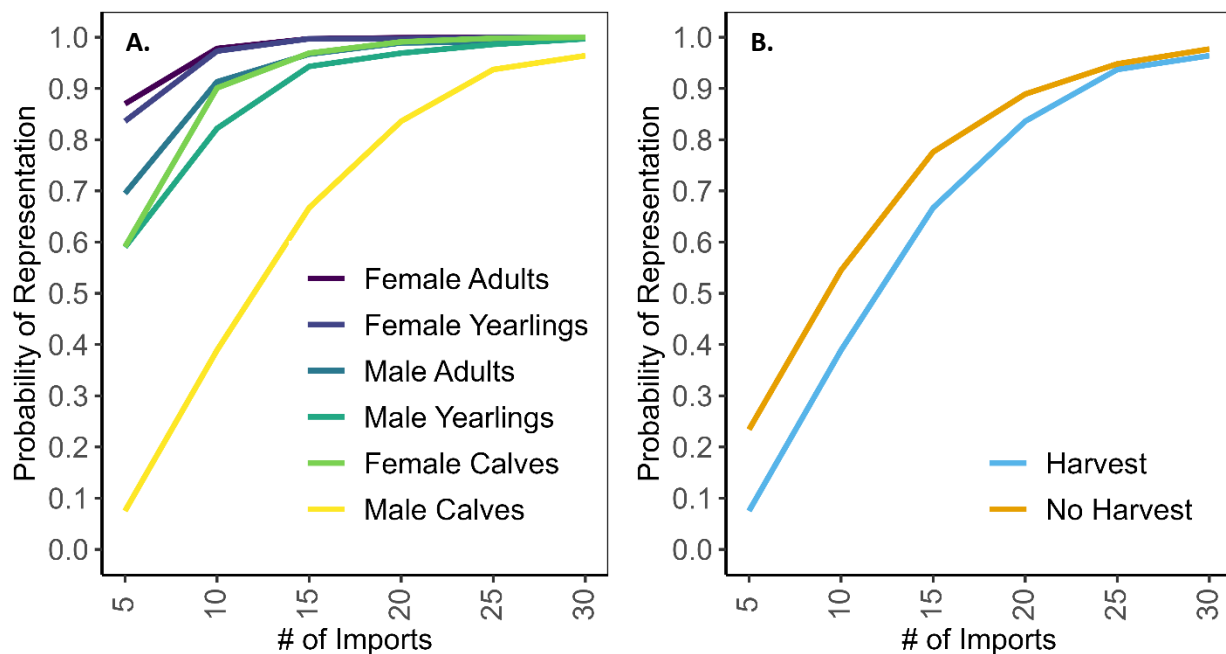 A.
Probability of Representation
1.0
0.9
0.8
0.7
0.6
0.5
0.4
0.3
0.2
0.1
0.0
Female Adults
Female Yearlings
Male Adults
Male Yearlings
Female Calves
Male Calves
5
10
15
20
25
30
# of Imports
B.
Probability of Representation
1.0
0.9
0.8
0.7
0.6
0.5
0.4
0.3
0.2
0.1
0.0
Harvest
No Harvest
5
10
15
20
25
30
# of Imports